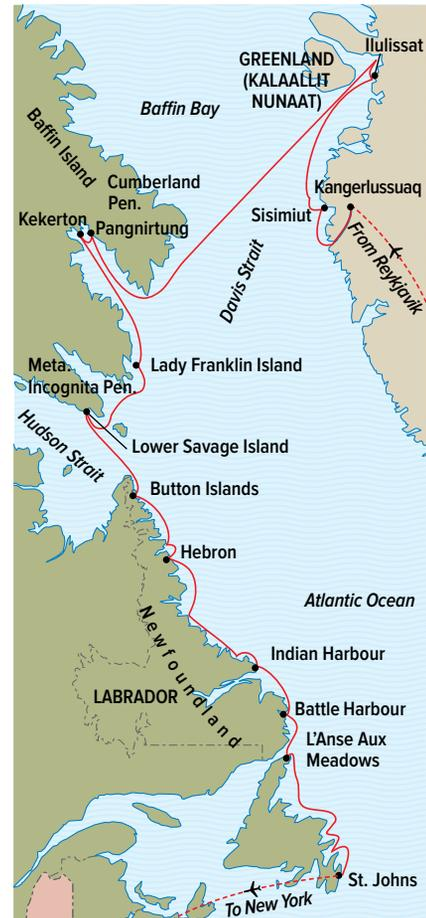 Ilulissat
GREENLAND
(KALAALLIT
NUNAAT)
Baffin Bay
Baffin Island
Cumberland
Pen.
Kangerlussuaq
Kekerton
Pangnirtung
Sisimiut
From Reykjavik
Davis Strait
Meta.
Incognita Pen.
Lady Franklin Island
Hudson Strait
Lower Savage Island
Button Islands
Hebron
Atlantic Ocean
Newfoundland
Indian Harbour
LABRADOR
Battle Harbour
L’Anse Aux
Meadows
St. Johns
To New York